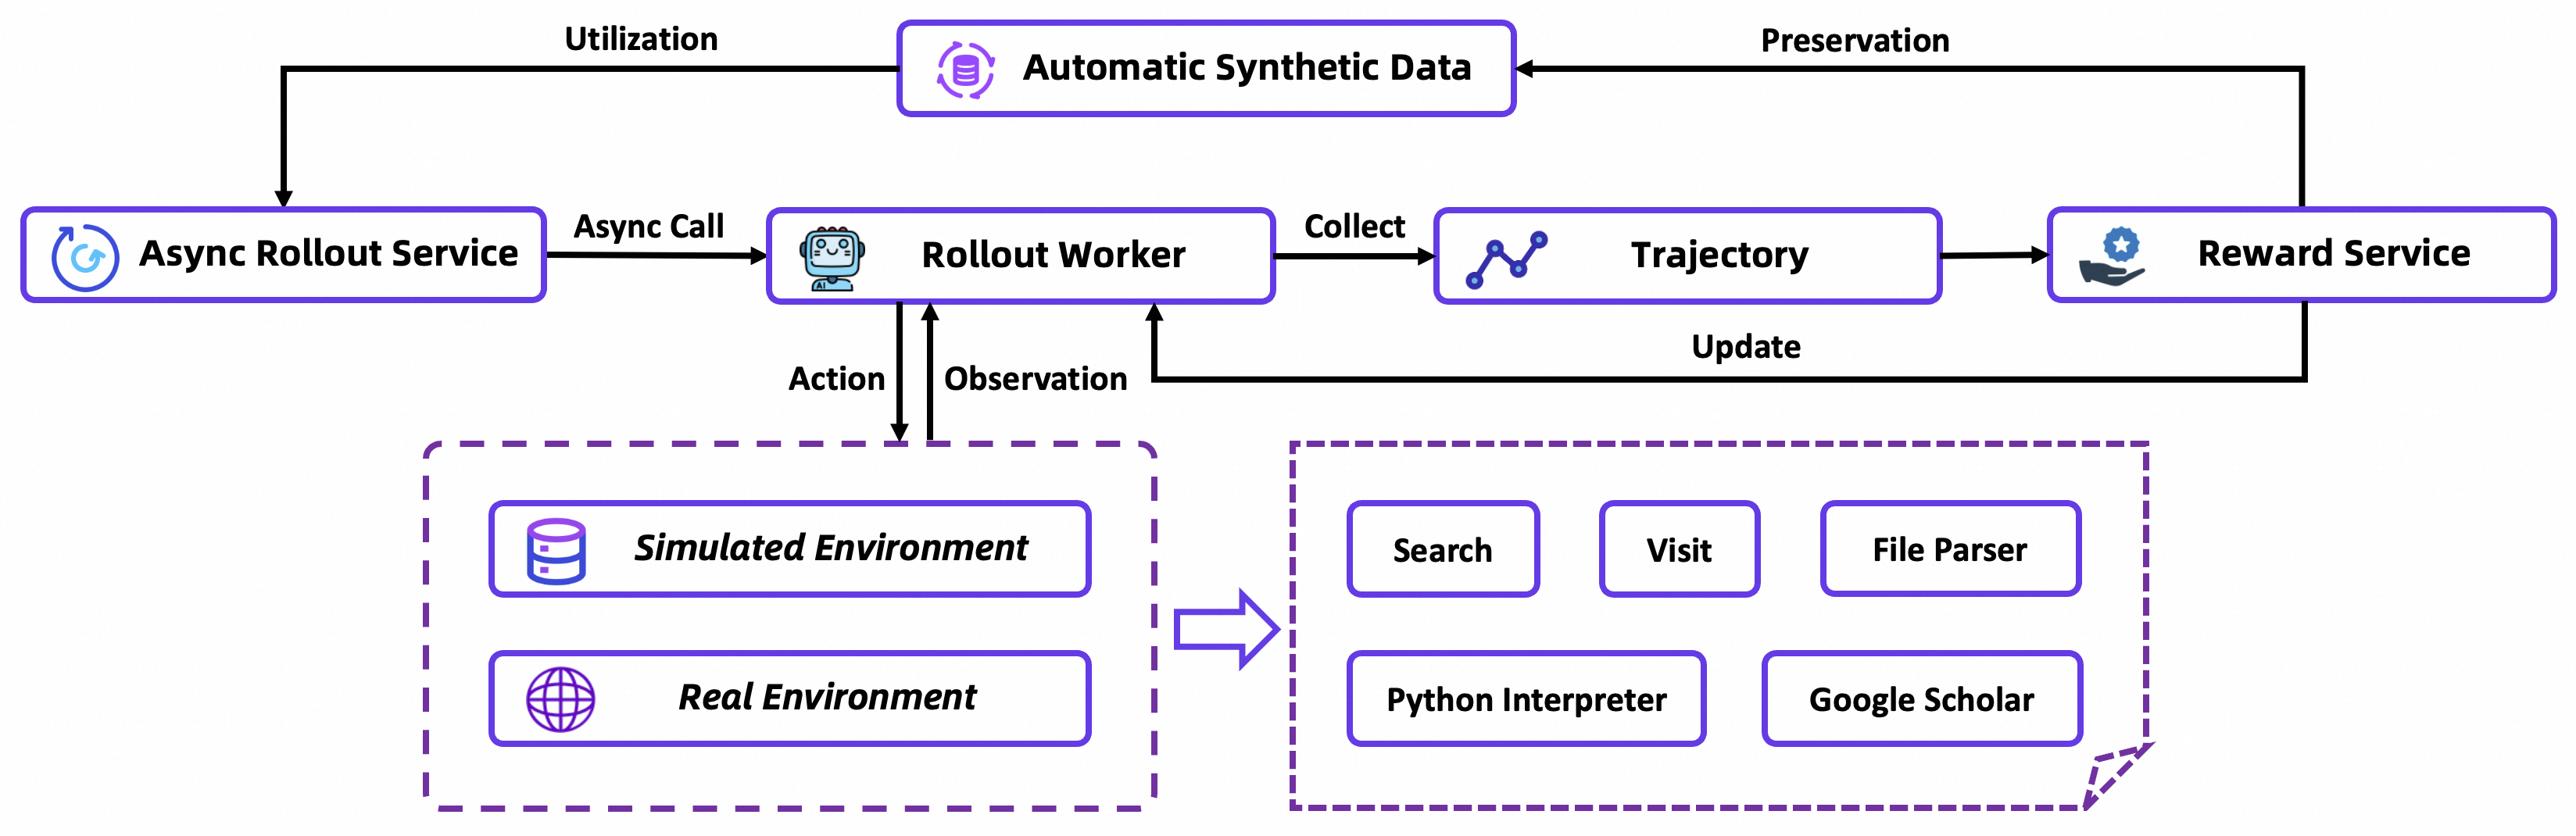 Utilization
Automatic Synthetic Data
Preservation
Async Rollout Service
Async Call
Rollout Worker
AI
Collect
Trajectory
Reward Service
Update
Action
Observation
Simulated Environment
Real Environment
Search
Visit
File Parser
Python Interpreter
Google Scholar